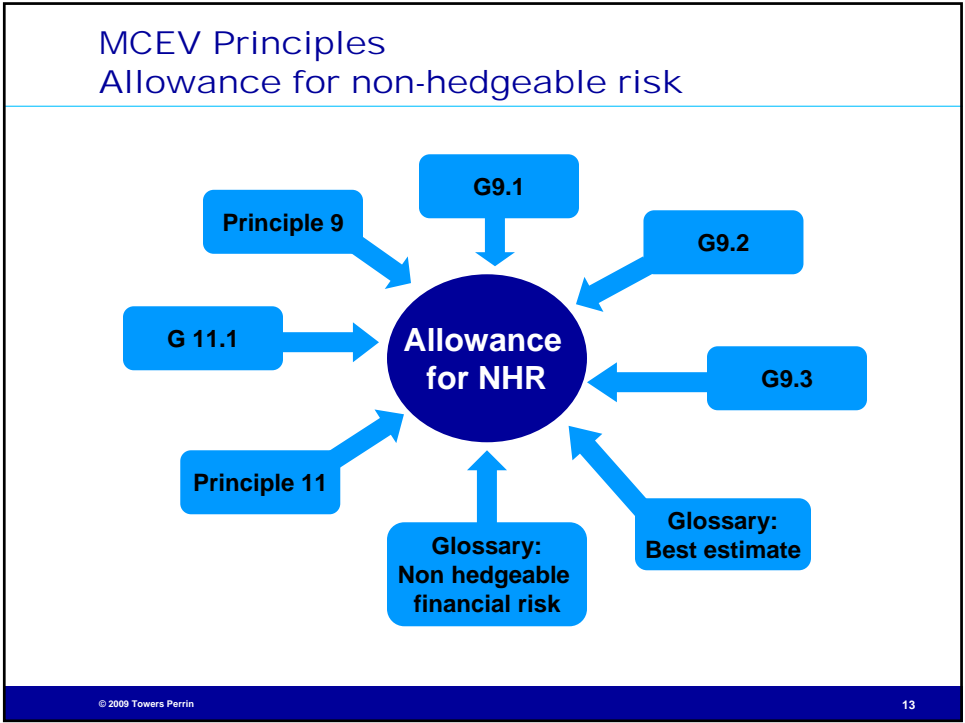 MCEV Principles
Allowance for non-hedgeable risk
G9.1
Principle 9
G9.2
G 11.1
Allowance
for NHR
G9.3
Principle 11
Glossary:
Non hedgeable
financial risk
Glossary:
Best estimate
© 2009 Towers Perrin
13